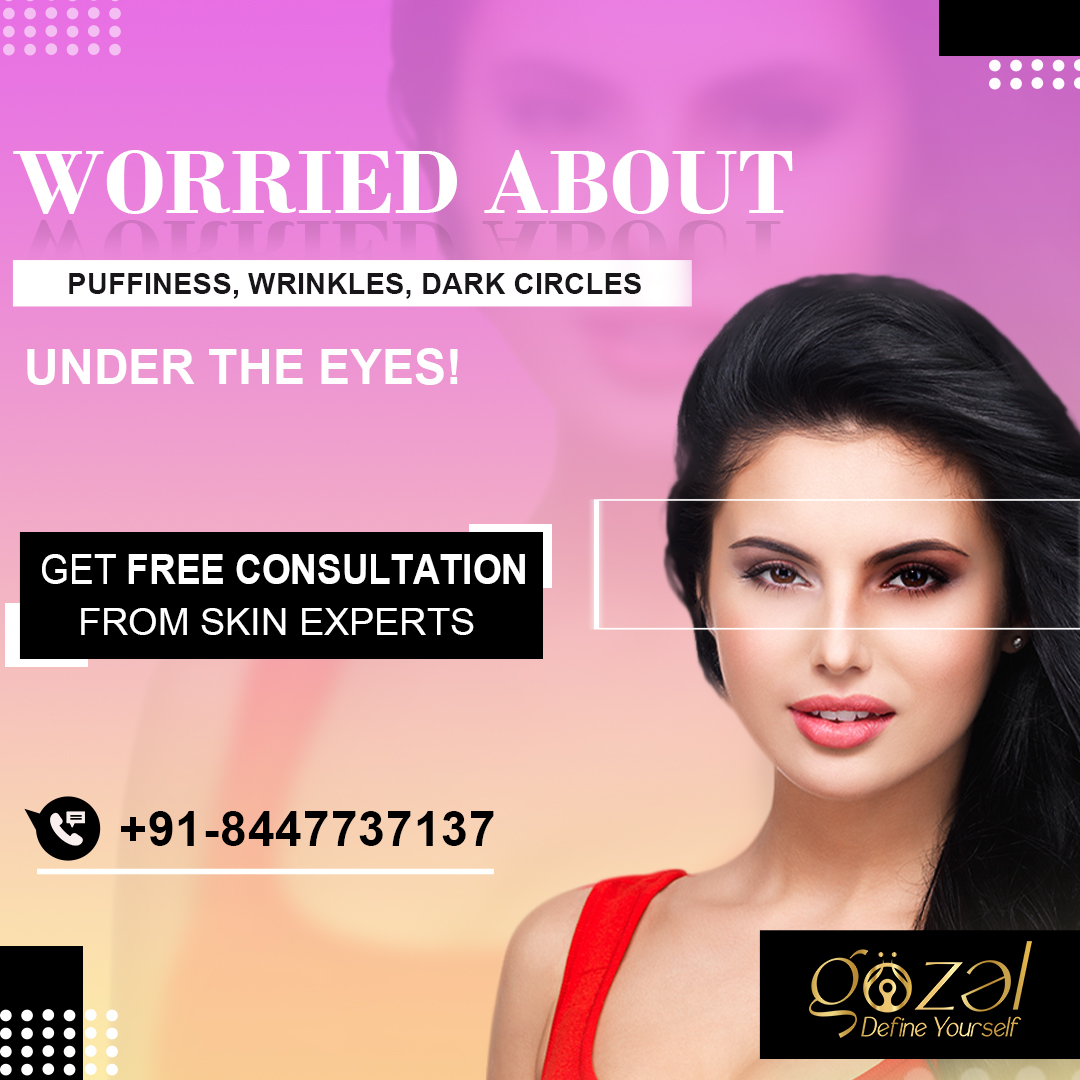 WORRIED ABOUT
PUFFINESS, WRINKLES, DARK CIRCLES
UNDER THE EYES!
GET FREE CONSULTATION
FROM SKIN EXPERTS
+91-8447737137
gözəl
Define Yourself